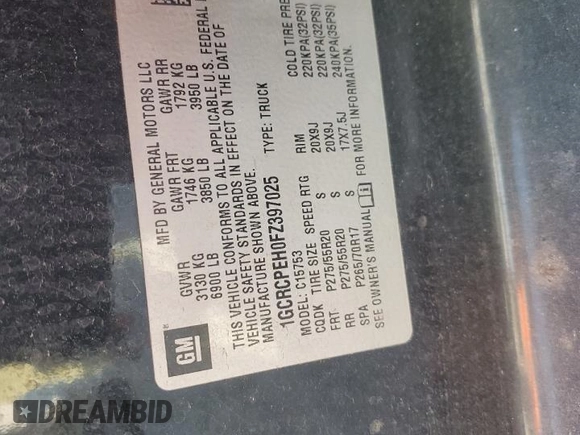 MFD BY GENERAL MOTORS LLC
GVWR GAWR FRT GAWR RR
3130 KG 1746 KG 1792 KG
6900 LB 3850 LB 3950 LB
THIS VEHICLE CONFORMS TO ALL APPLICABLE U.S. FEDERAL
VEHICLE SAFETY STANDARDS IN EFFECT ON THE DATE OF
MANUFACTURE SHOWN ABOVE.
1GCRCPEH0FZ397025 TYPE: TRUCK
MODEL: C15753
CQDK TIRE SIZE SPEED RTG RIM COLD TIRE
FRT: P275/55R20 S 20X9J 220KPA(32PSI)
RR P275/55R20 S 20X9J 220KPA(32PSI)
SPA P265/70R17 S 17X7.5J 240KPA(35PSI)
SEE OWNER'S MANUAL FOR MORE INFORMATION.
GM
®
DREAMBID